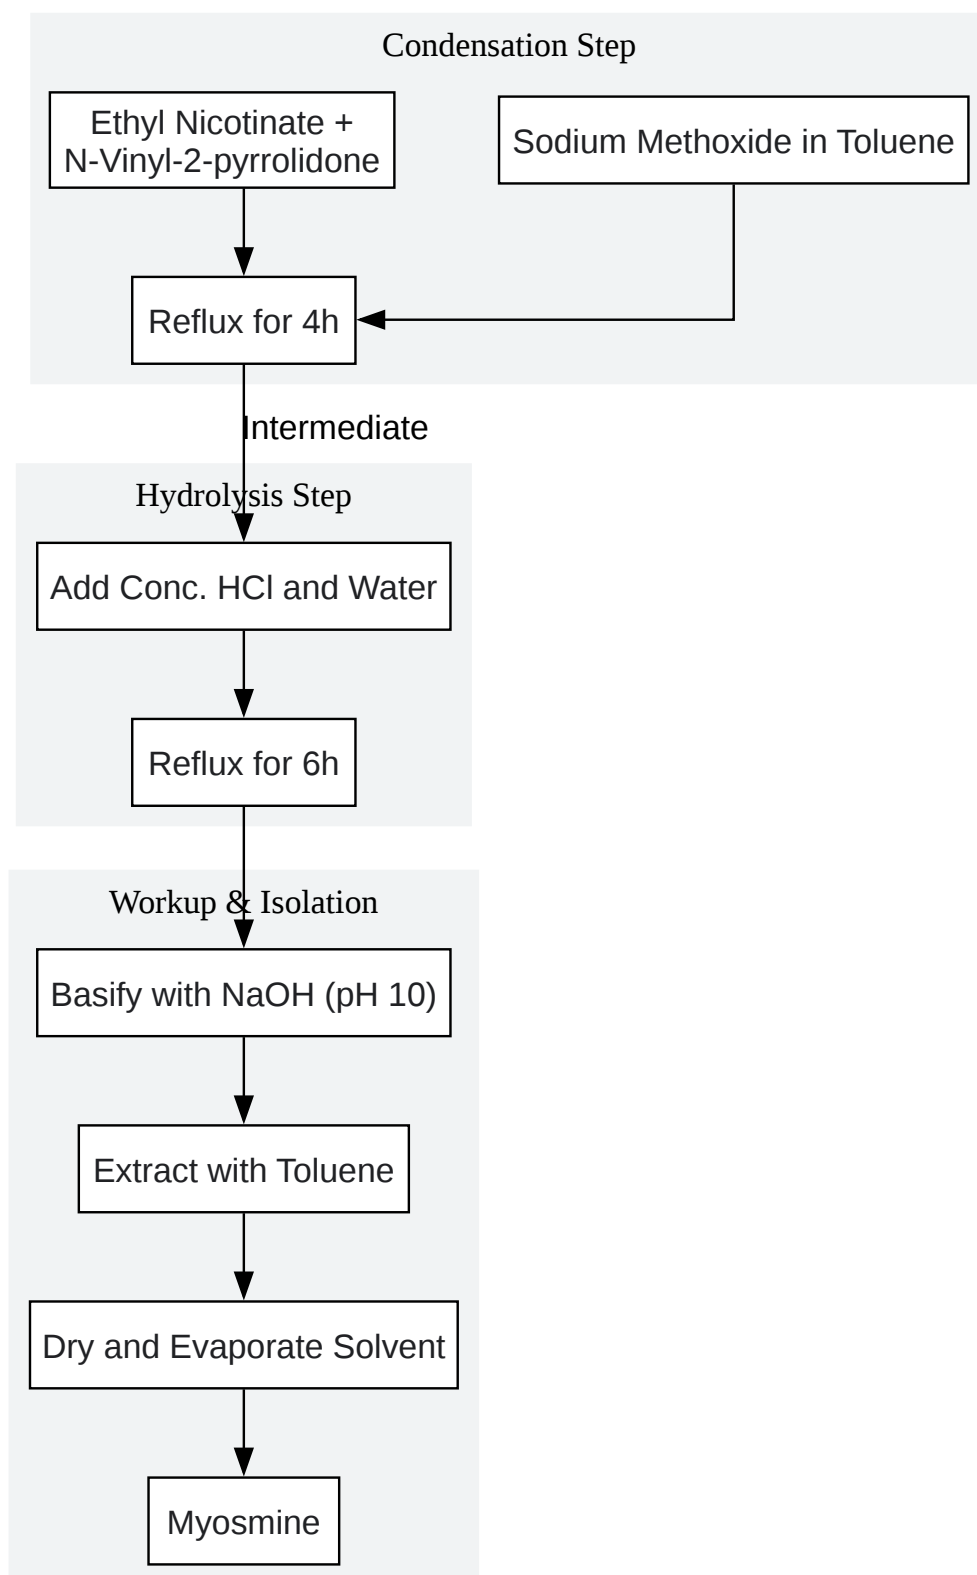 Condensation Step
Ethyl Nicotinate +
N-Vinyl-2-pyrrolidone
Sodium Methoxide in Toluene
Reflux for 4h
Intermediate
Hydrolysis Step
Add Conc. HCl and Water
Reflux for 6h
Workup & Isolation
Basify with NaOH (pH 10)
Extract with Toluene
Dry and Evaporate Solvent
Myosmine